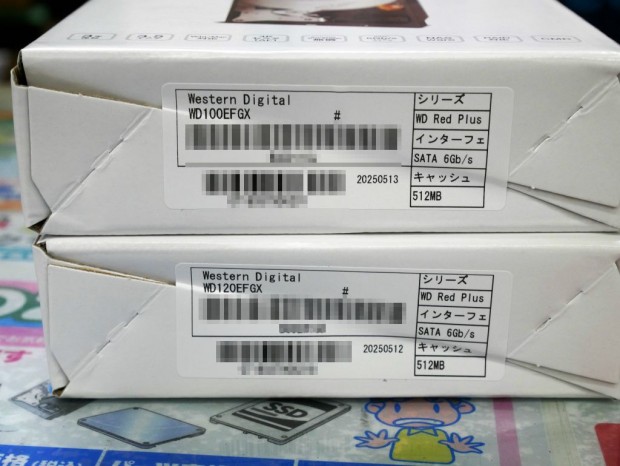 Western Digital
WD100EFGX
#
20250513
シリーズ
WD Red Plus
インターフェ
SATA 6Gb/s
キャッシュ
512MB
Western Digital
WD120EFGX
#
20250512
シリーズ
WD Red Plus
インターフェ
SATA 6Gb/s
キャッシュ
512MB
SSD